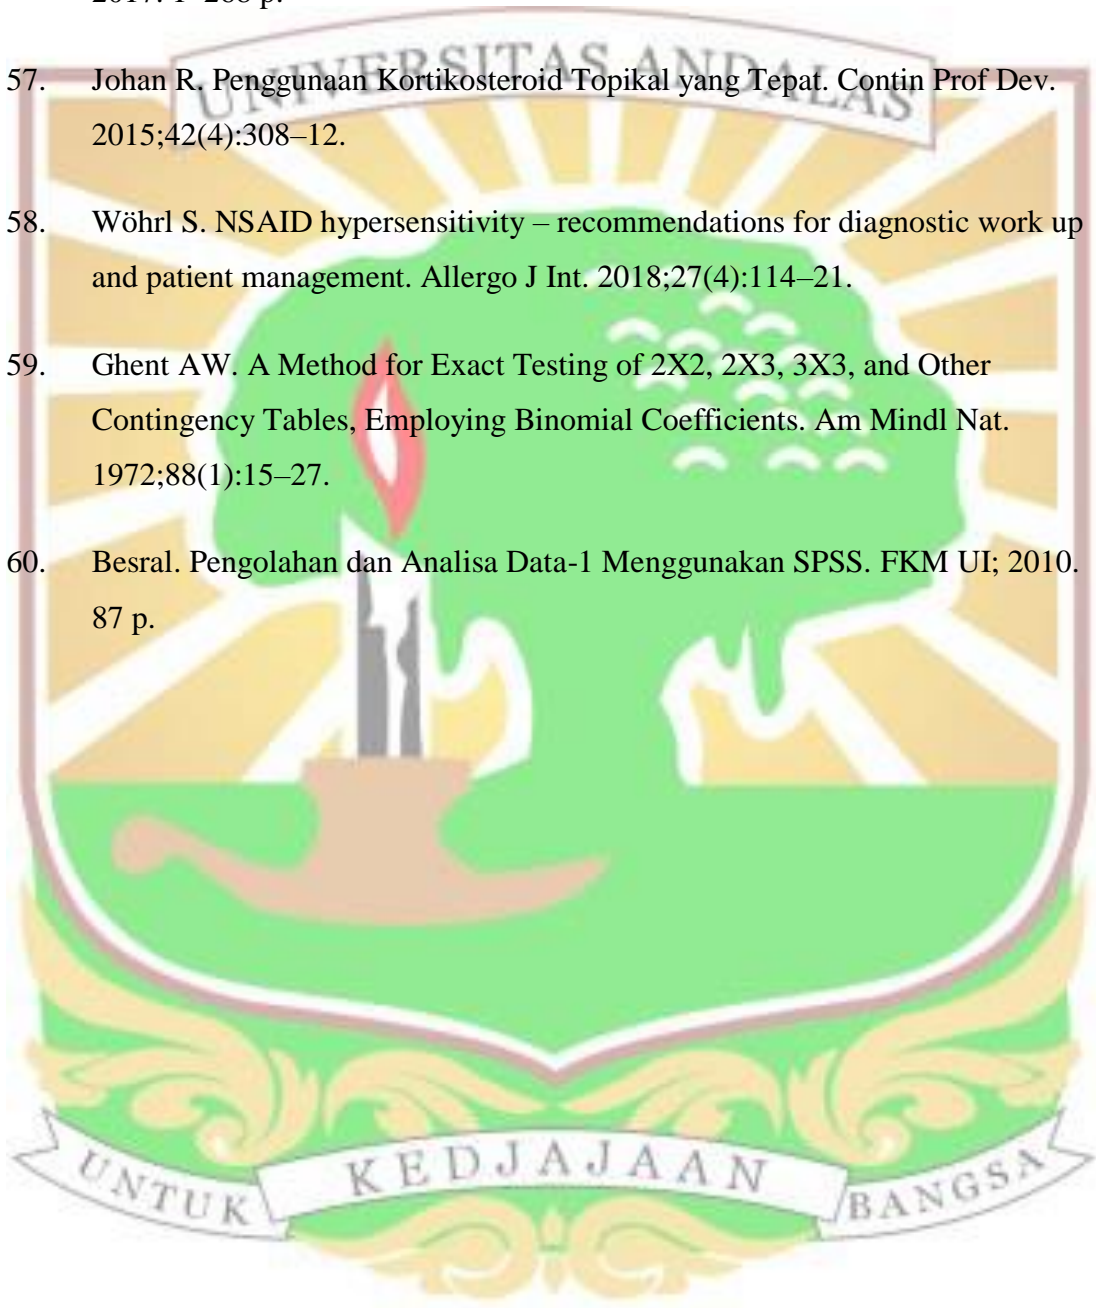 UNIVERSITAS ANDALAS
57. Johan R. Penggunaan Kortikosteroid Topikal yang Tepat. Contin Prof Dev.
2015;42(4):308–12.
58. Wöhrl S. NSAID hypersensitivity – recommendations for diagnostic work up
and patient management. Allergo J Int. 2018;27(4):114–21.
59. Ghent AW. A Method for Exact Testing of 2X2, 2X3, 3X3, and Other
Contingency Tables, Employing Binomial Coefficients. Am Mindl Nat.
1972;88(1):15–27.
60. Besral. Pengolahan dan Analisa Data-1 Menggunakan SPSS. FKM UI; 2010.
87 p.
UNTUK KEDJAJAAN BANGSA